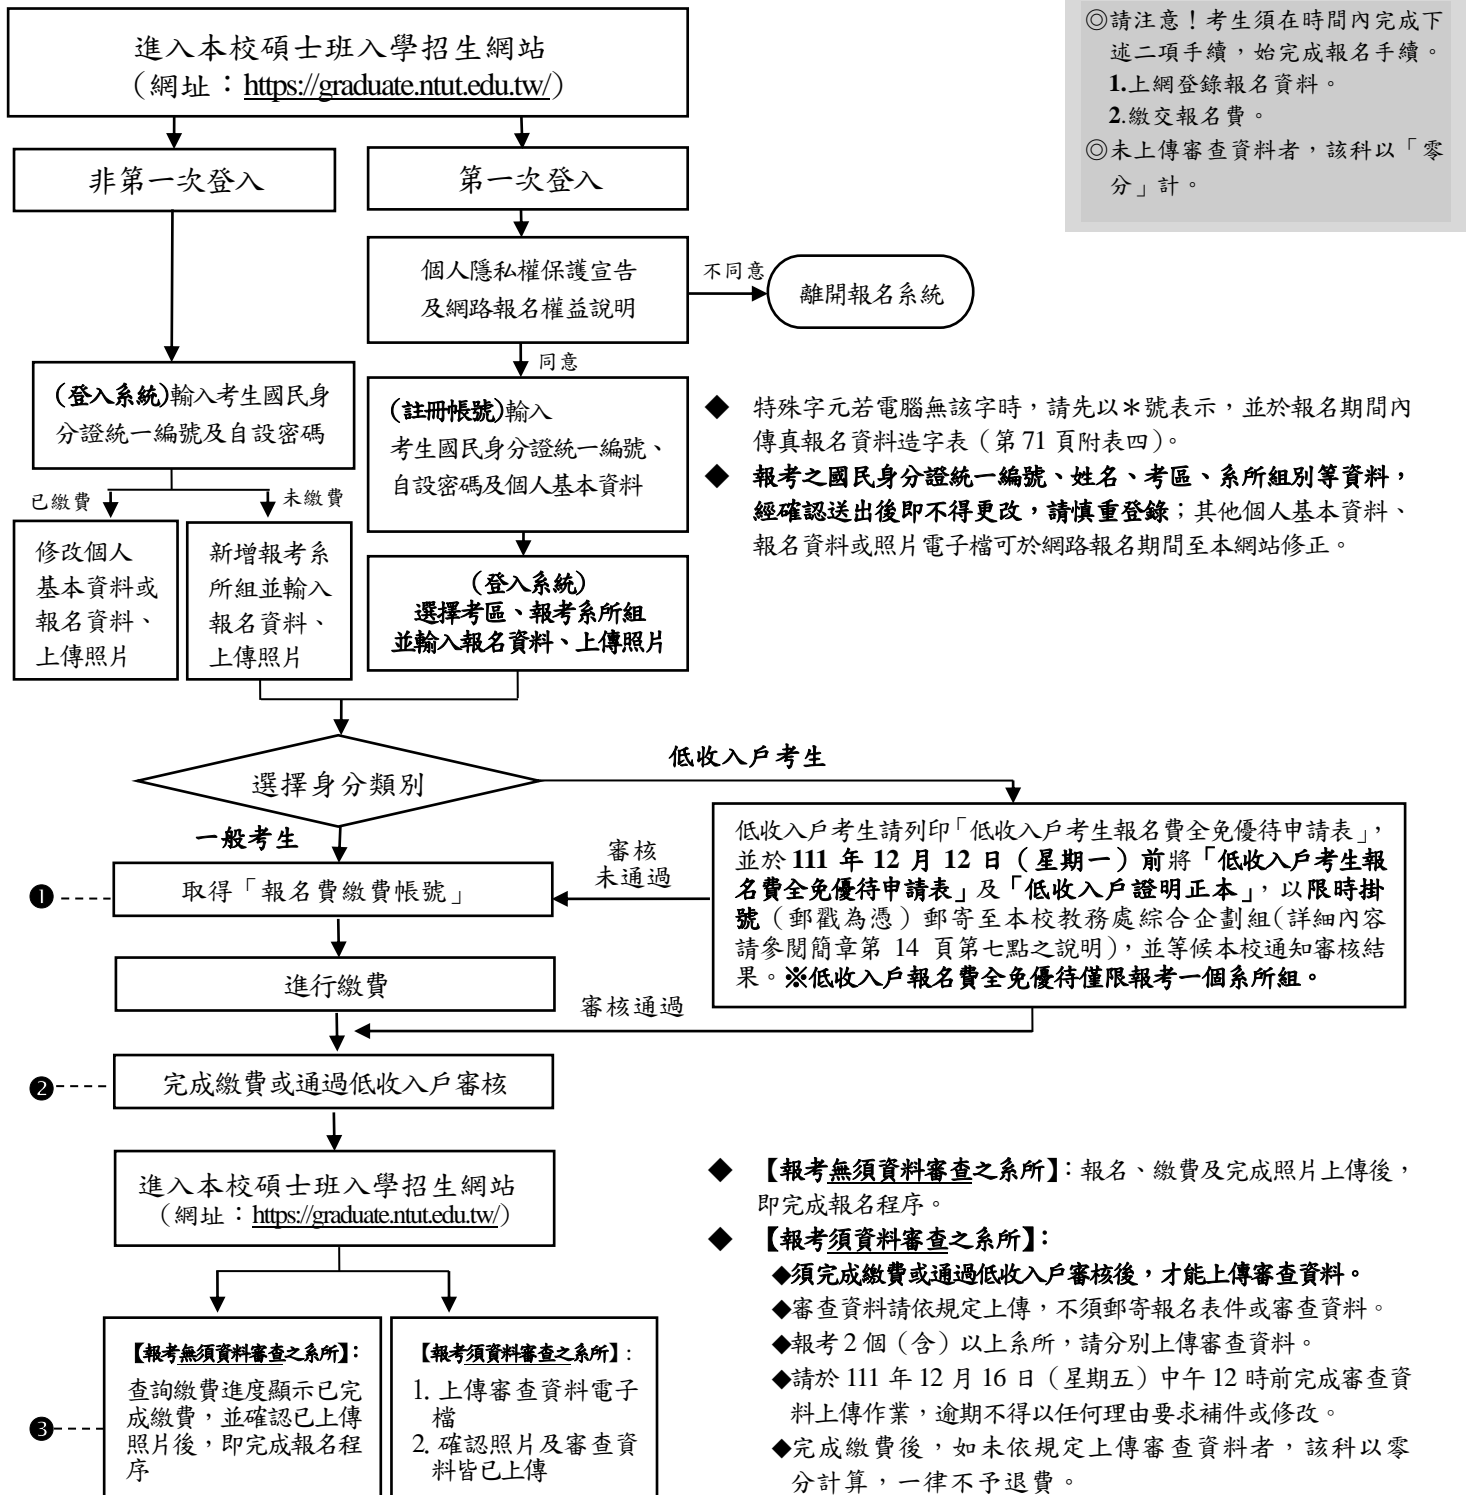 進入本校碩士班入學招生網站
（網址：https://graduate.ntut.edu.tw/）
◎請注意！考生須在時間內完成下
述二項手續，始完成報名手續。
1.上網登錄報名資料。
2.繳交報名費。
◎未上傳審查資料者，該科以「零
分」計。
非第一次登入
第一次登入
個人隱私權保護宣告
及網路報名權益說明
不同意
離開報名系統
同意
(登入系統)輸入考生國民身
分證統一編號及自設密碼
(註冊帳號)輸入
考生國民身分證統一編號、
自設密碼及個人基本資料
◆ 特殊字元若電腦無該字時，請先以＊號表示，並於報名期間內
傳真報名資料造字表（第 71 頁附表四）。
◆ 報考之國民身分證統一編號、姓名、考區、系所組別等資料，
經確認送出後即不得更改，請慎重登錄；其他個人基本資料、
報名資料或照片電子檔可於網路報名期間至本網站修正。
已繳費
未繳費
修改個人
基本資料或
報名資料、
上傳照片
新增報考系
所組並輸入
報名資料、
上傳照片
(登入系統)
選擇考區、報考系所組
並輸入報名資料、上傳照片
選擇身分類別
低收入戶考生
一般考生
低收入戶考生請列印「低收入戶考生報名費全免優待申請表」，
並於 111 年 12 月 12 日（星期一）前將「低收入戶考生報
名費全免優待申請表」及「低收入戶證明正本」，以限時掛
號（郵戳為憑）郵寄至本校教務處綜合企劃組(詳細內容
請參閱簡章第 14 頁第七點之說明)，並等候本校通知審核結
果。※低收入戶報名費全免優待僅限報考一個系所組。
審核
未通過
❶
取得「報名費繳費帳號」
進行繳費
審核通過
❷
完成繳費或通過低收入戶審核
進入本校碩士班入學招生網站
（網址：https://graduate.ntut.edu.tw/）
◆ 【報考無須資料審查之系所】：報名、繳費及完成照片上傳後，
即完成報名程序。
◆ 【報考須資料審查之系所】：
◆須完成繳費或通過低收入戶審核後，才能上傳審查資料。
◆審查資料請依規定上傳，不須郵寄報名表件或審查資料。
◆報考 2 個（含）以上系所，請分別上傳審查資料。
◆請於 111 年 12 月 16 日（星期五）中午 12 時前完成審查資
料上傳作業，逾期不得以任何理由要求補件或修改。
◆完成繳費後，如未依規定上傳審查資料者，該科以零
分計算，一律不予退費。
❸
【報考無須資料審查之系所】：
查詢繳費進度顯示已完
成繳費，並確認已上傳
照片後，即完成報名程
序
【報考須資料審查之系所】：
1. 上傳審查資料電子
檔
2. 確認照片及審查資
料皆已上傳